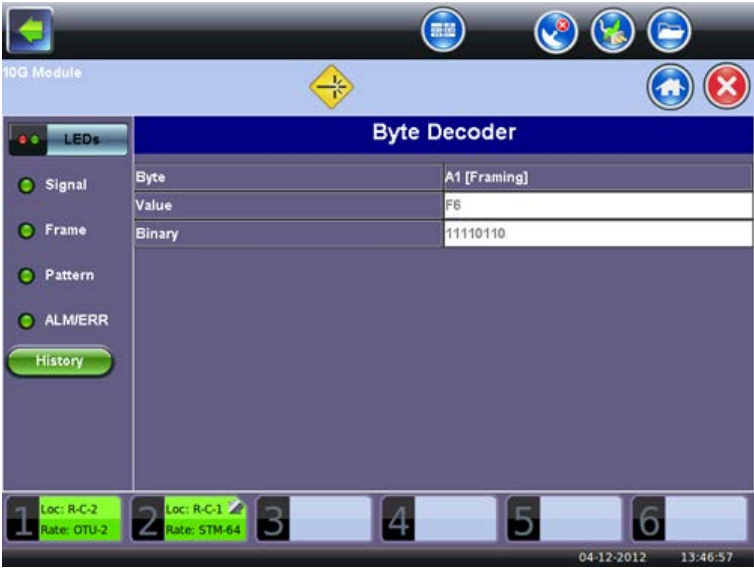 10G Module
LEDs
Byte Decoder
Signal
Byte A1 [Framing]
Value F6
Frame
Binary 11110110
Pattern
ALM/ERR
History
1 Loc: R-C-2
Rate: OTU-2
2 Loc: R-C-1
Rate: STM-64
3
4
5
6
04-12-2012 13:46:57